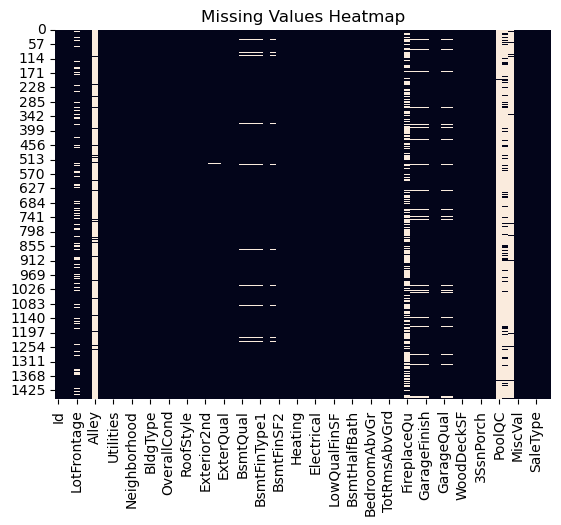 Missing Values Heatmap
0
57
114
171
228
285
342
399
456
513
570
627
684
741
798
855
912
969
1026
1083
1140
1197
1254
1311
1368
1425
Id
LotFrontage
Alley
Utilities
Neighborhood
BldgType
OverallCond
RoofStyle
Exterior2nd
ExterQual
BsmtQual
BsmtFinType1
BsmtFinSF2
Heating
Electrical
LowQualFinSF
BsmtHalfBath
BedroomAbvGr
TotRmsAbvGrd
FireplaceQu
GarageFinish
GarageQual
WoodDeckSF
3SsnPorch
PoolQC
MiscVal
SaleType